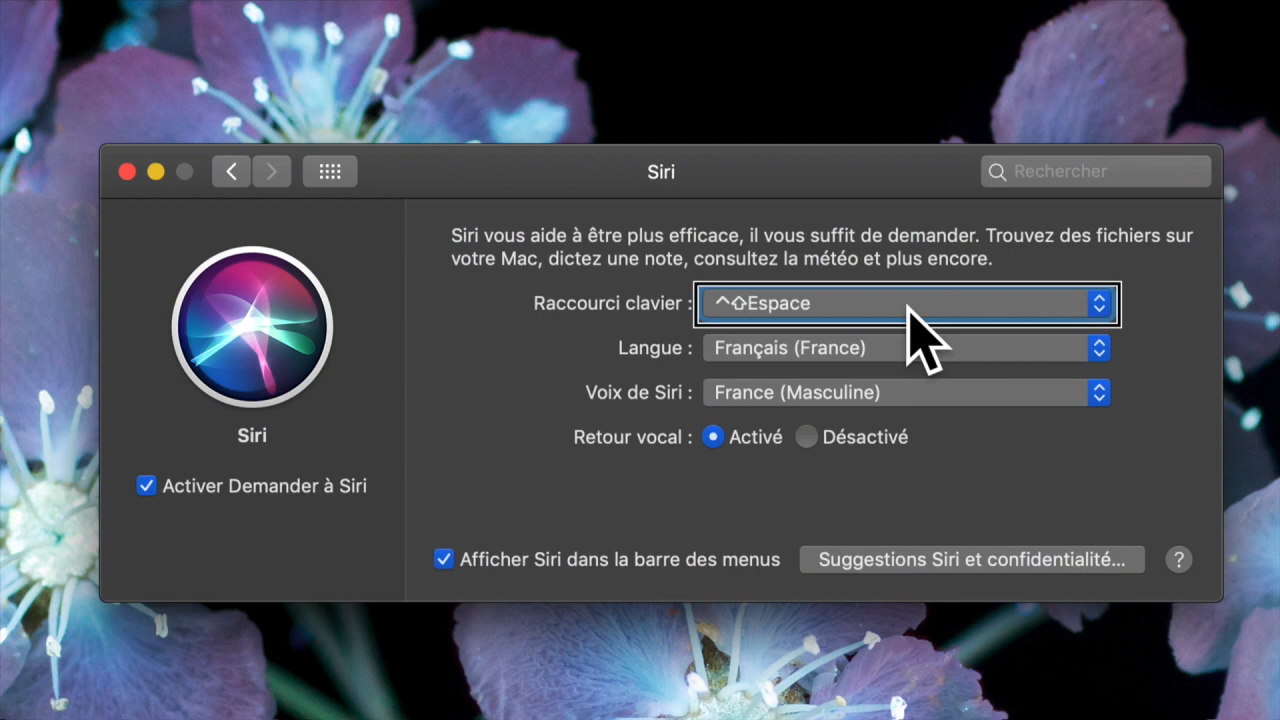 Siri
Rechercher
Siri vous aide à être plus efficace, il vous suffit de demander. Trouvez des fichiers sur
votre Mac, dictez une note, consultez la météo et plus encore.
Raccourci clavier : ^⇧Espace
Langue : Français (France)
Voix de Siri : France (Masculine)
Retour vocal : Activé Désactivé
Siri
Activer Demander à Siri
Afficher Siri dans la barre des menus Suggestions Siri et confidentialité... ?